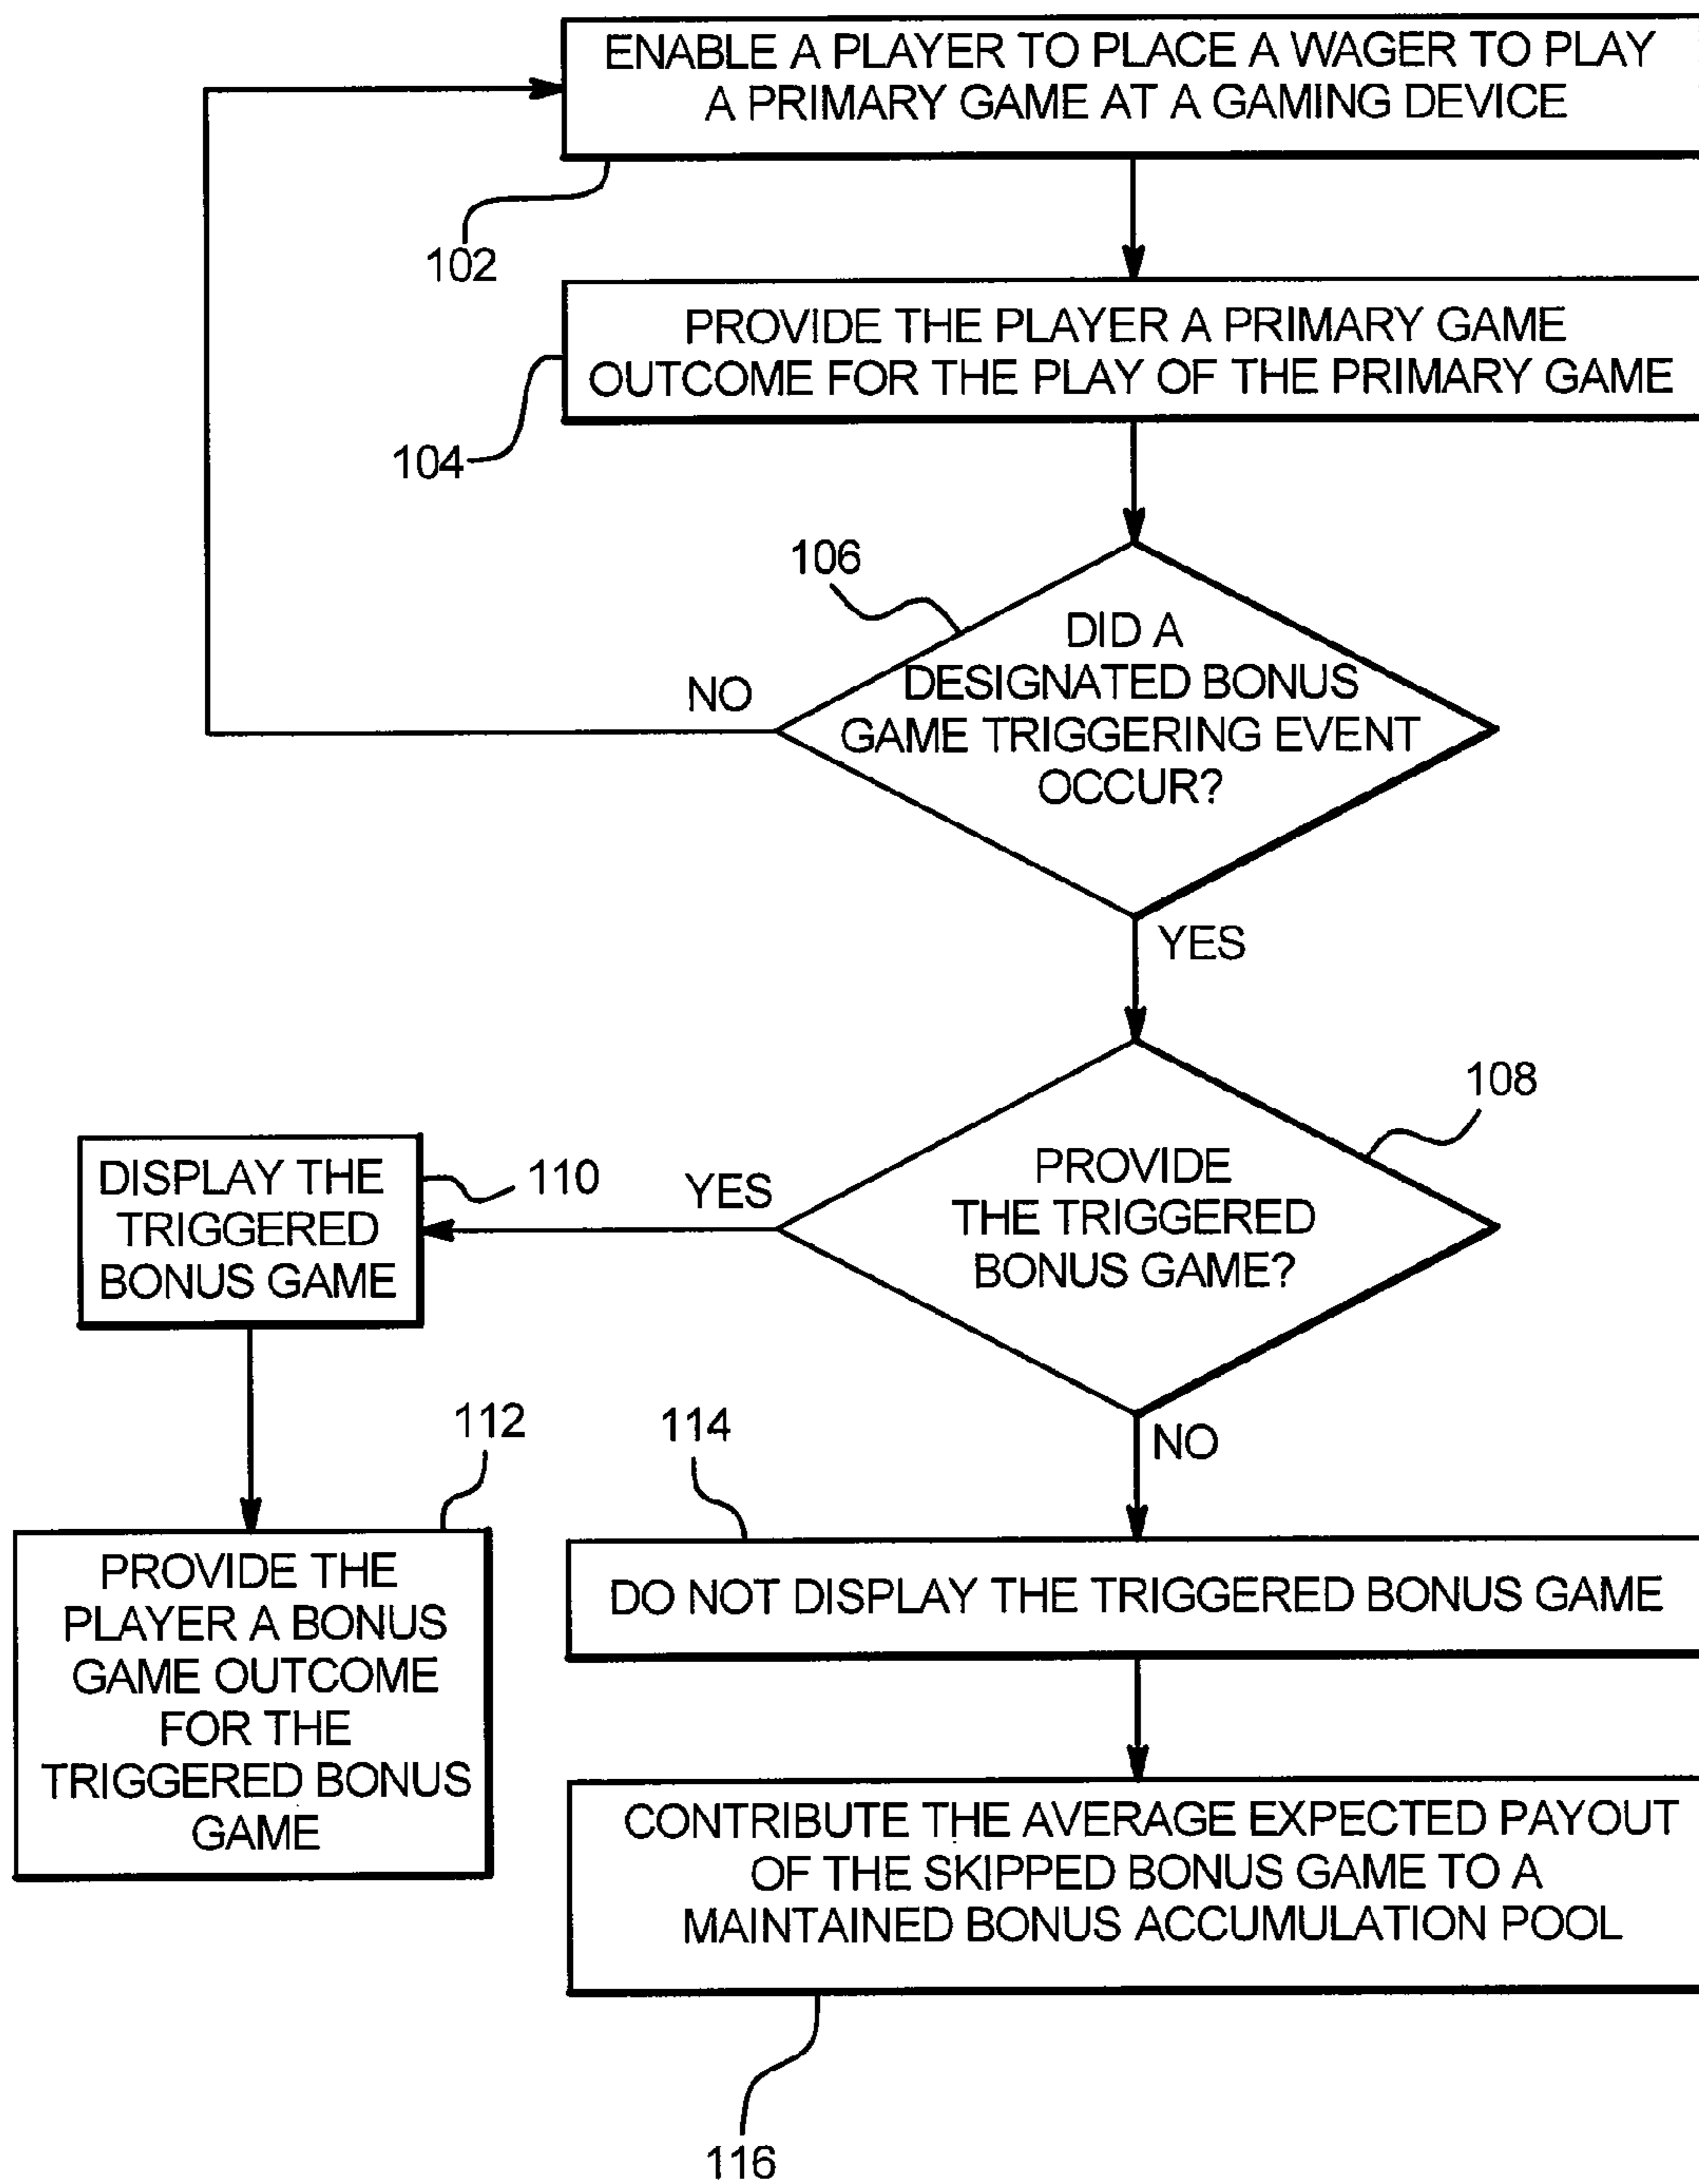 ENABLE A PLAYER TO PLACE A WAGER TO PLAY
A PRIMARY GAME AT A GAMING DEVICE
102
PROVIDE THE PLAYER A PRIMARY GAME
OUTCOME FOR THE PLAY OF THE PRIMARY GAME
104
106
DID A
DESIGNATED BONUS
GAME TRIGGERING EVENT
OCCUR?
NO
YES
108
PROVIDE
THE TRIGGERED
BONUS GAME?
YES
110
DISPLAY THE
TRIGGERED
BONUS GAME
NO
112
PROVIDE THE
PLAYER A BONUS
GAME OUTCOME
FOR THE
TRIGGERED BONUS
GAME
114
DO NOT DISPLAY THE TRIGGERED BONUS GAME
CONTRIBUTE THE AVERAGE EXPECTED PAYOUT
OF THE SKIPPED BONUS GAME TO A
MAINTAINED BONUS ACCUMULATION POOL
116